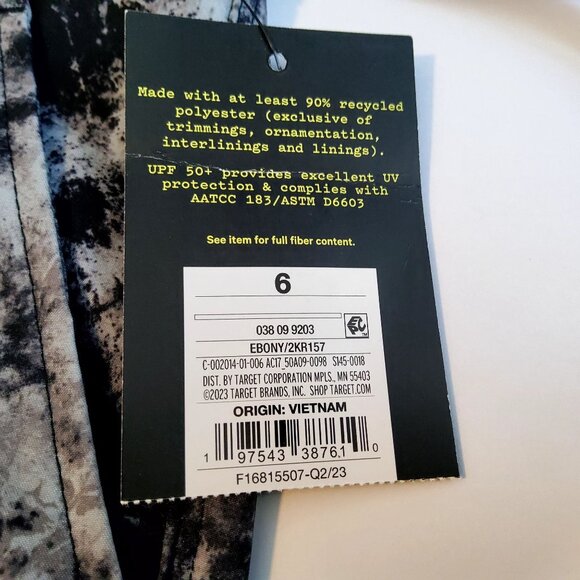 Made with at least 90% recycled
polyester (exclusive of
trimmings, ornamentation,
interlinings and linings).
UPF 50+ provides excellent UV
protection & complies with
AATCC 183/ASTM D6603
See item for full fiber content.
6
038 09 9203
EBONY/2KR157
C-002014-01-006 AC17_50A09-0098 S145-0018
DIST. BY TARGET CORPORATION MPLS., MN 55403
©2023 TARGET BRANDS, INC. SHOP TARGET.COM
ORIGIN: VIETNAM
1 97543 38761 0
F16815507-Q2/23